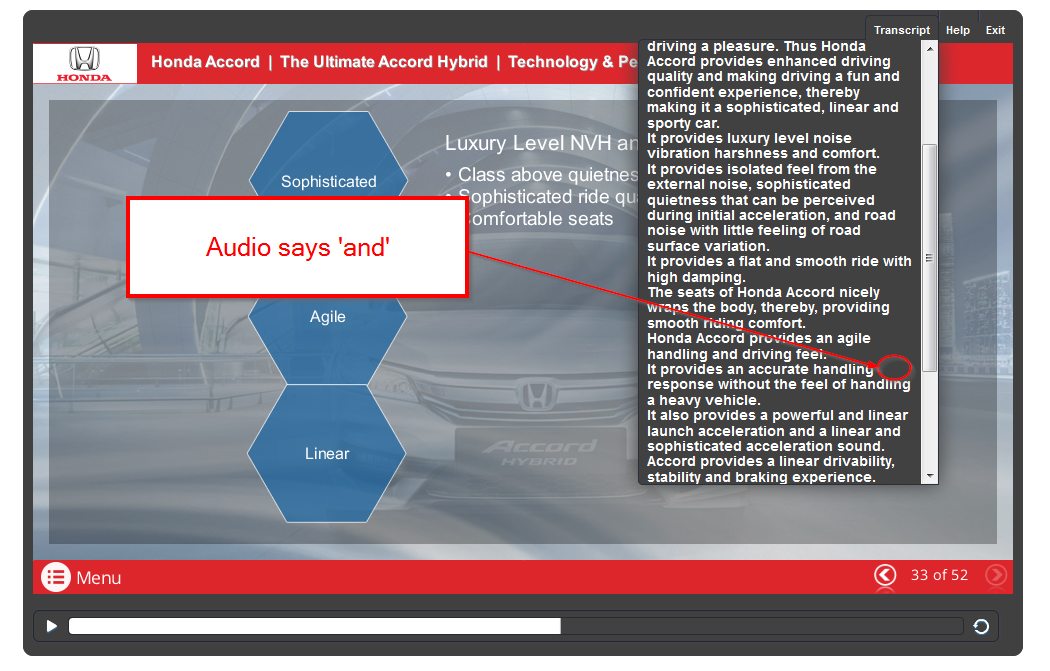 Transcript Help Exit
HONDA
Honda Accord | The Ultimate Accord Hybrid | Technology & Pe
Sophisticated
Agile
Linear
Luxury Level NVH an
• Class above quietnes
• Sophisticated ride qua
omfortable seats
Audio says 'and'
driving a pleasure. Thus Honda
Accord provides enhanced driving
quality and making driving a fun and
confident experience, thereby
making it a sophisticated, linear and
sporty car.
It provides luxury level noise
vibration harshness and comfort.
It provides isolated feel from the
external noise, sophisticated
quietness that can be perceived
during initial acceleration, and road
noise with little feeling of road
surface variation.
It provides a flat and smooth ride with
high damping.
The seats of Honda Accord nicely
wraps the body, thereby, providing
smooth riding comfort.
Honda Accord provides an agile
handling and driving feel.
It provides an accurate handling
response without the feel of handling
a heavy vehicle.
It also provides a powerful and linear
launch acceleration and a linear and
sophisticated acceleration sound.
Accord provides a linear drivability,
stability and braking experience.
Accord
HYBRID
Menu
33 of 52